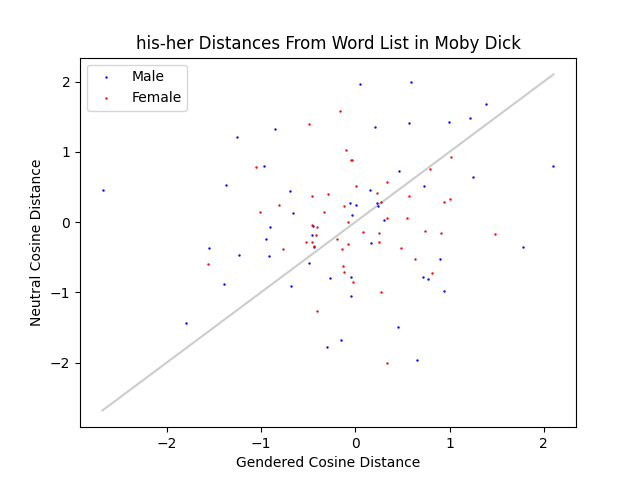 his-her Distances From Word List in Moby Dick
Male
Female
2
1
0
−1
−2
Neutral Cosine Distance
−2
−1
0
1
2
Gendered Cosine Distance